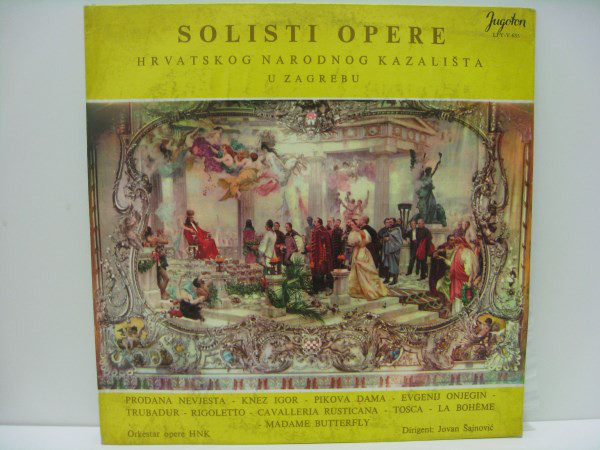 SOLISTI OPERE
Jugoton
HRVATSKOG NARODNOG KAZALIŠTA
U ZAGREBU
PRODANA NEVJESTA - KNEZ IGOR - PIKOVA DAMA - EVGENIJ ONJEGIN -
TRUBADUR - RIGOLETTO - CAVALLERIA RUSTICANA - TOSCA - LA BOHÈME
- MADAME BUTTERFLY
Orkestar opere HNK
Dirigent: Jovan Šajnović